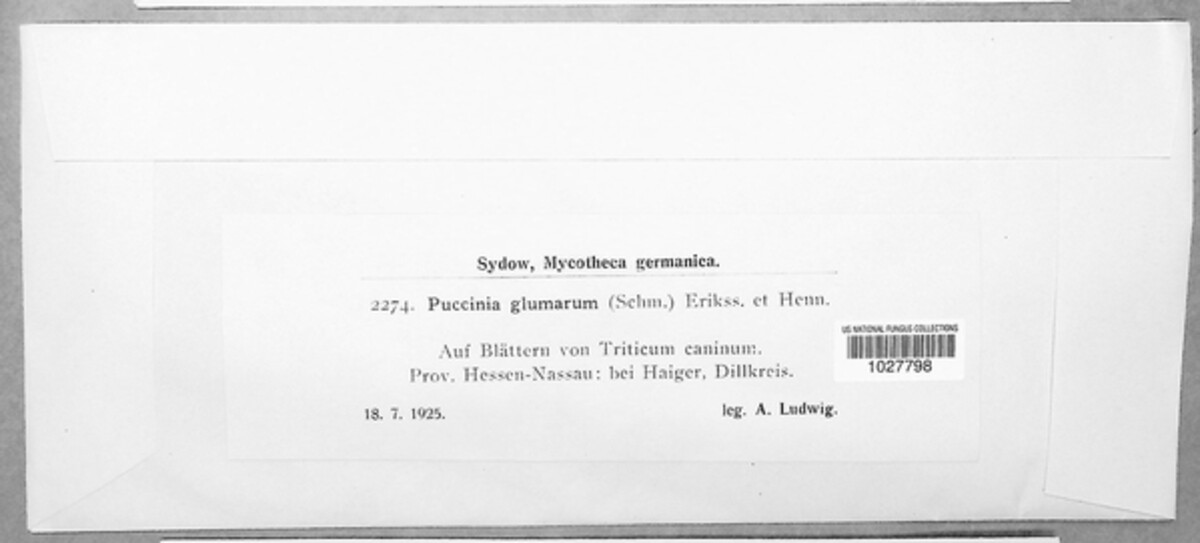 Sydow, Mycotheca germanica.
2274. Puccinia glumarum (Schm.) Erikss. et Henn.
Auf Blättern von Triticum caninum.
Prov. Hessen-Nassau: bei Haiger, Dillkreis.
18. 7. 1925. leg. A. Ludwig.
US NATIONAL FUNGUS COLLECTIONS
1027798